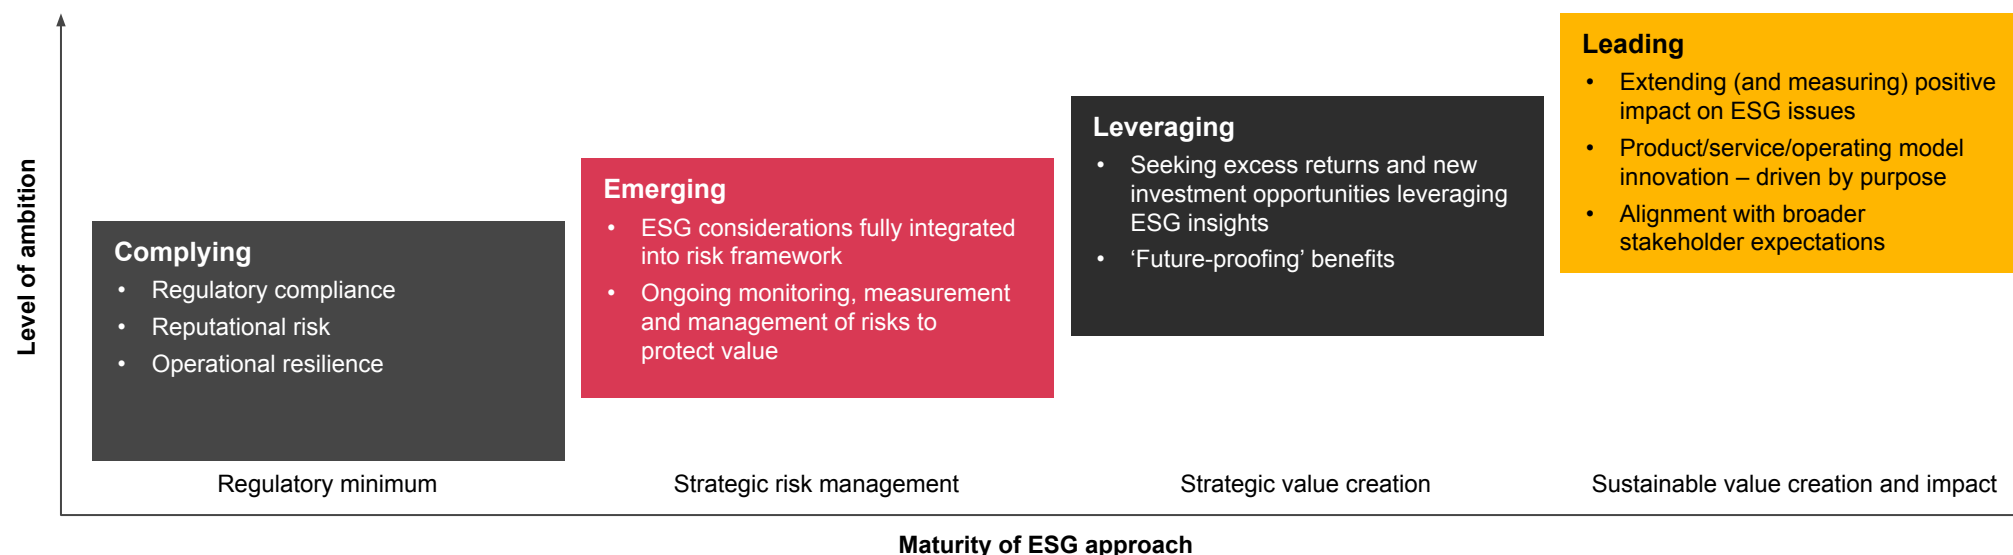 Level of ambition
Complying
• Regulatory compliance
• Reputational risk
• Operational resilience
Regulatory minimum
Emerging
• ESG considerations fully integrated
into risk framework
• Ongoing monitoring, measurement
and management of risks to
protect value
Strategic risk management
Leveraging
• Seeking excess returns and new
investment opportunities leveraging
ESG insights
• ‘Future-proofing’ benefits
Strategic value creation
Leading
• Extending (and measuring) positive
impact on ESG issues
• Product/service/operating model
innovation – driven by purpose
• Alignment with broader
stakeholder expectations
Sustainable value creation and impact
Maturity of ESG approach